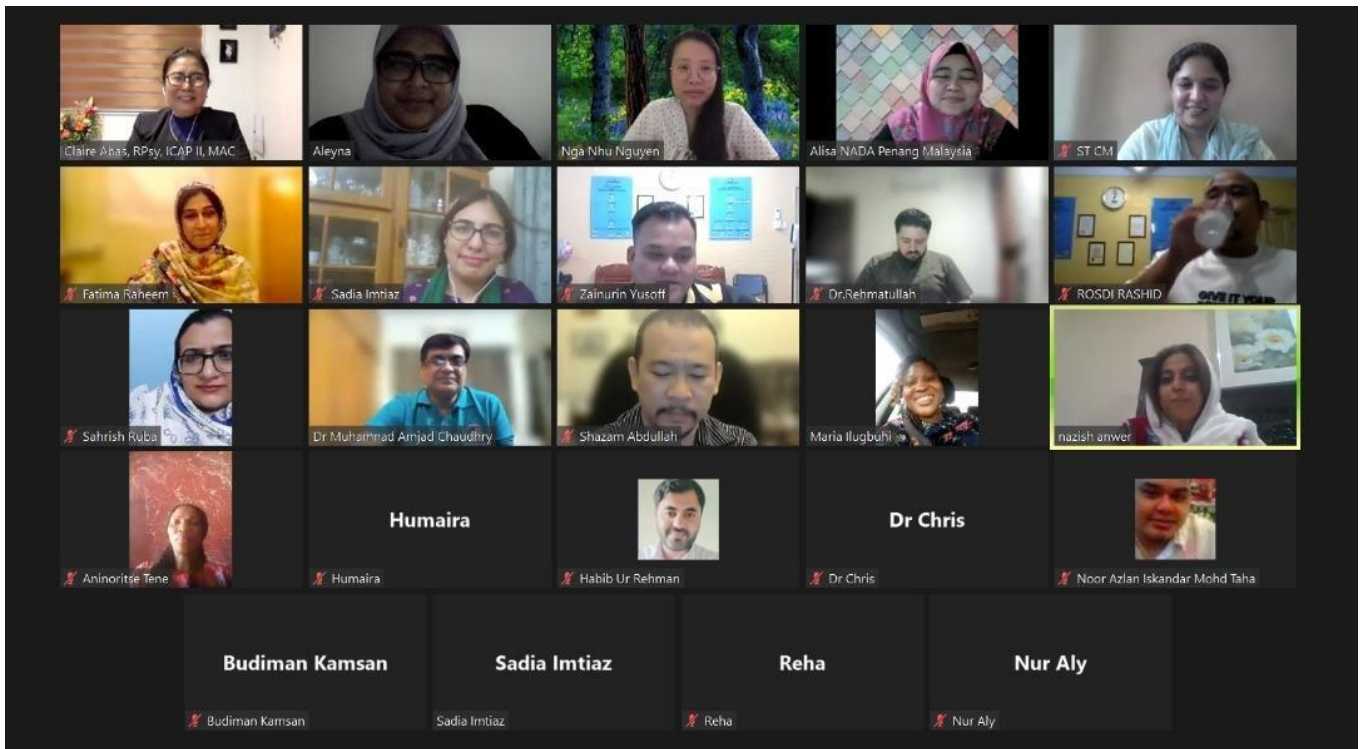 Claire Abas, RPsy, ICAP II, MAC
Aleyna
Nga Nhu Nguyen
Alisa NADA Penang Malaysia
ST CM
Fatima Raheem
Sadia Imtiaz
Zainurin Yusoff
Dr.Rehmatullah
GIVE IT YOUR
ROSDI RASHID
Sahrish Ruba
Dr Muhammad Amjad Chaudhry
Shazam Abdullah
Maria Ilugbuhi
nazish anwer
Aninoritse Tene
Humaira
Humaira
Habib Ur Rehman
Dr Chris
Dr Chris
Noor Azlan Iskandar Mohd Taha
Budiman Kamsan
Budiman Kamsan
Sadia Imtiaz
Sadia Imtiaz
Reha
Reha
Nur Aly
Nur Aly